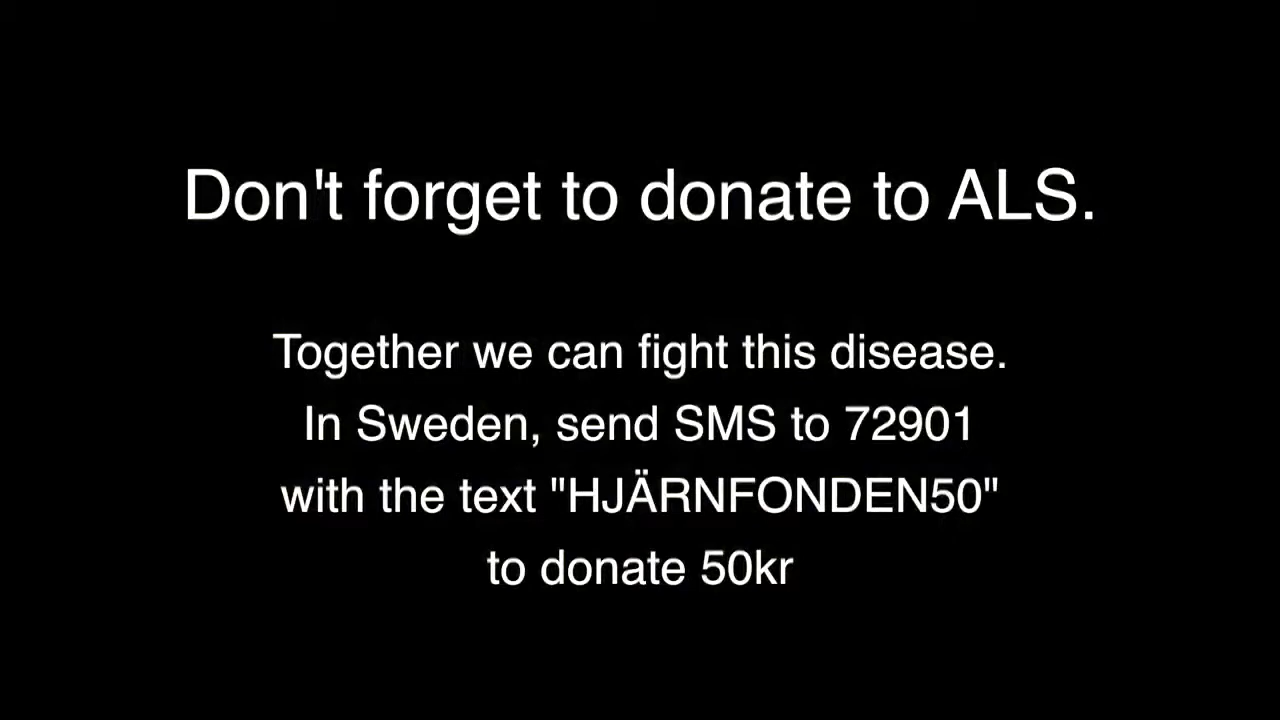 Don't forget to donate to ALS.
Together we can fight this disease.
In Sweden, send SMS to 72901
with the text "HJÄRNFONDEN50"
to donate 50kr